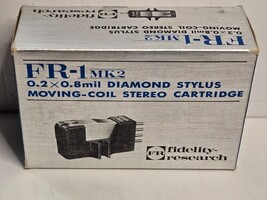 FR-1 MK2
0.2×0.8mil DIAMOND STYLUS
MOVING-COIL STEREO CARTRIDGE
FR-1 MK2
0.2×0.8mil DIAMOND STYLUS
MOVING-COIL STEREO CARTRIDGE
FR fidelity-
research